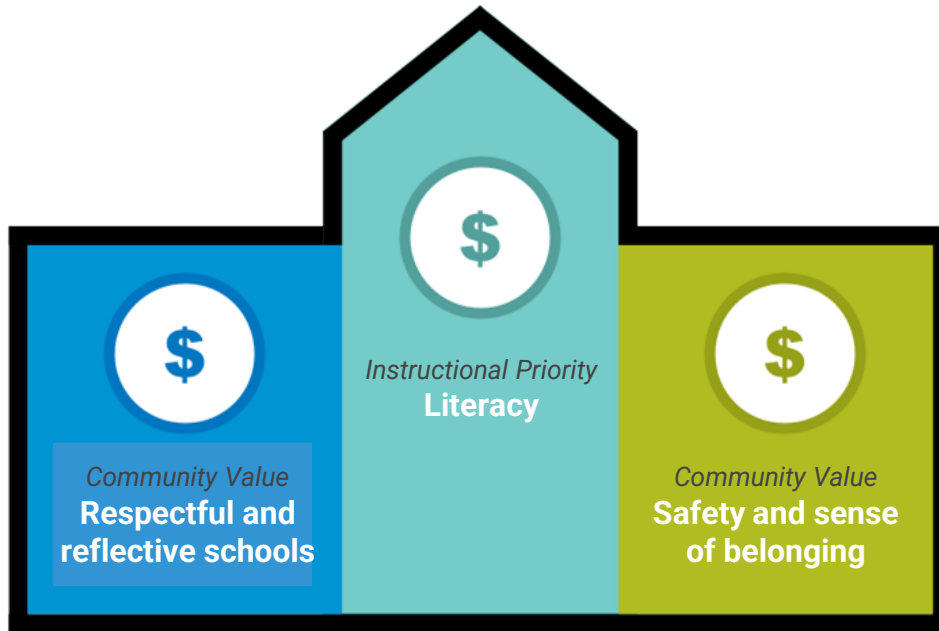 $
Community Value
Respectful and
reflective schools
$
Instructional Priority
Literacy
$
Community Value
Safety and sense
of belonging